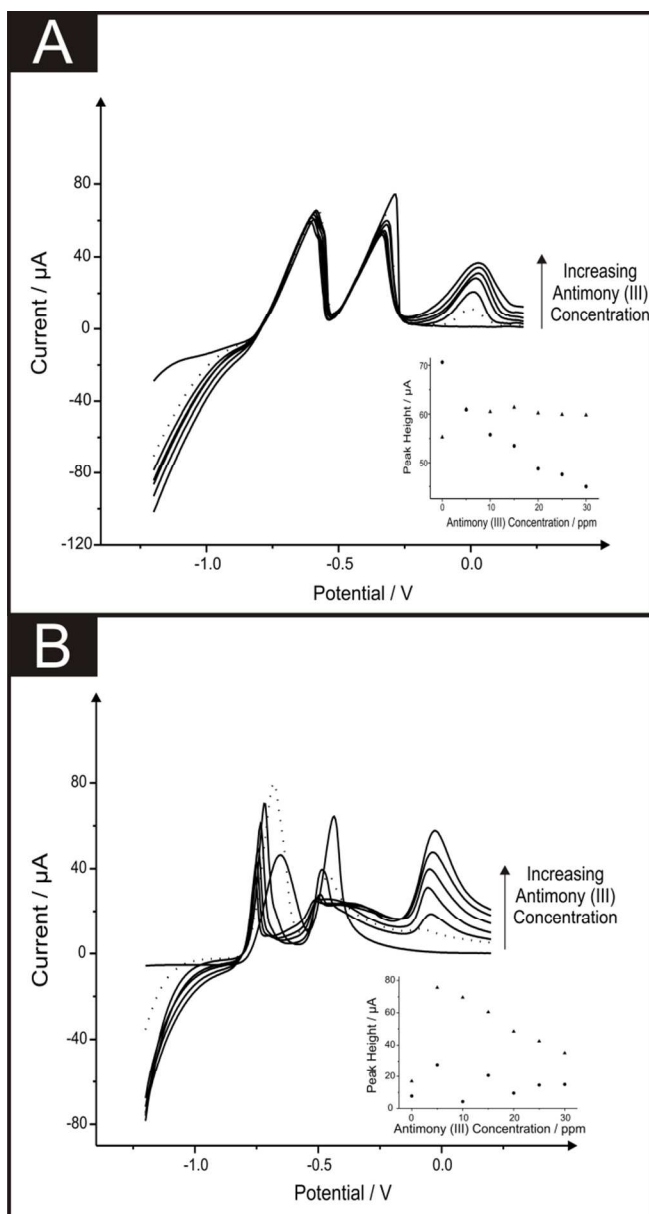 A
80
40
0
-40
-80
-120
Current / µA
-1.0
-0.5
0.0
Potential / V
Increasing
Antimony (III)
Concentration
70
60
50
Peak Height / µA
0
10
20
30
Antimony (III) Concentration / ppm
B
80
40
0
-40
-80
Current / µA
-1.0
-0.5
0.0
Potential / V
Increasing
Antimony (III)
Concentration
80
60
40
20
0
Peak Height / µA
0
10
20
30
Antimony (III) Concentration / ppm